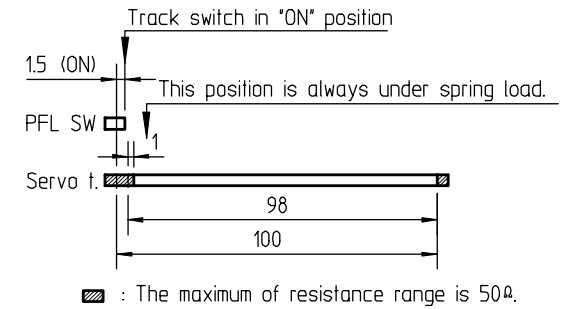 Track switch in "ON" position
1.5 (ON)
This position is always under spring load.
PFL SW
1
Servo t.
98
100
: The maximum of resistance range is 50Ω.